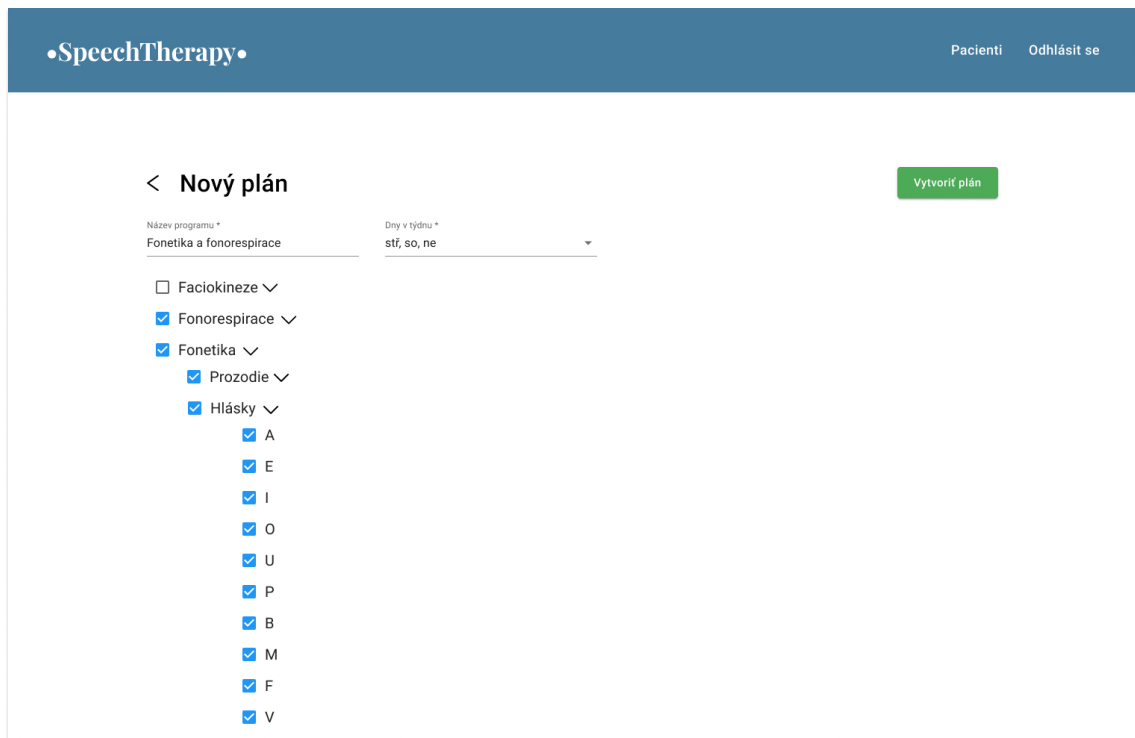 •SpeechTherapy•
Pacienti Odhlásit se
Nový plán
Vytvoriť plán
Název programu * Dny v týdnu *
Fonetika a fonorespirace stř, so, ne
Faciokineze
Fonorespirace
Fonetika
Prozodie
Hlásky
A
E
I
O
U
P
B
M
F
V